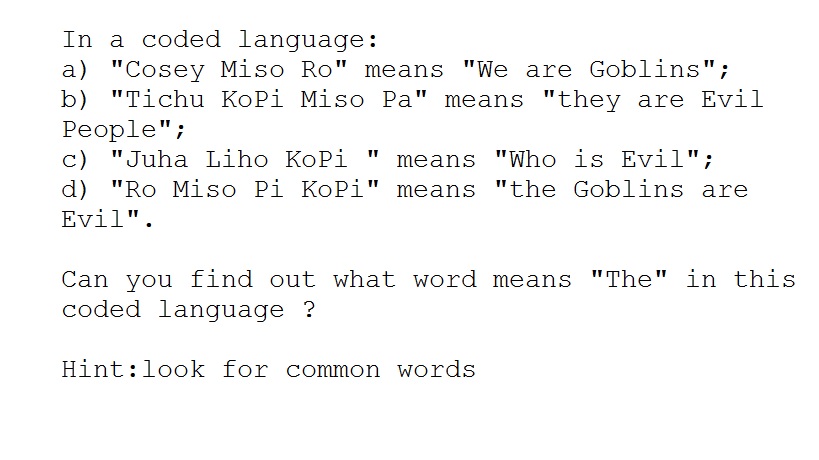 In a coded language:
a) "Cosey Miso Ro" means "We are Goblins";
b) "Tichu KoPi Miso Pa" means "they are Evil
People";
c) "Juha Liho KoPi " means "Who is Evil";
d) "Ro Miso Pi KoPi" means "the Goblins are
Evil".
Can you find out what word means "The" in this
coded language ?
Hint:look for common words